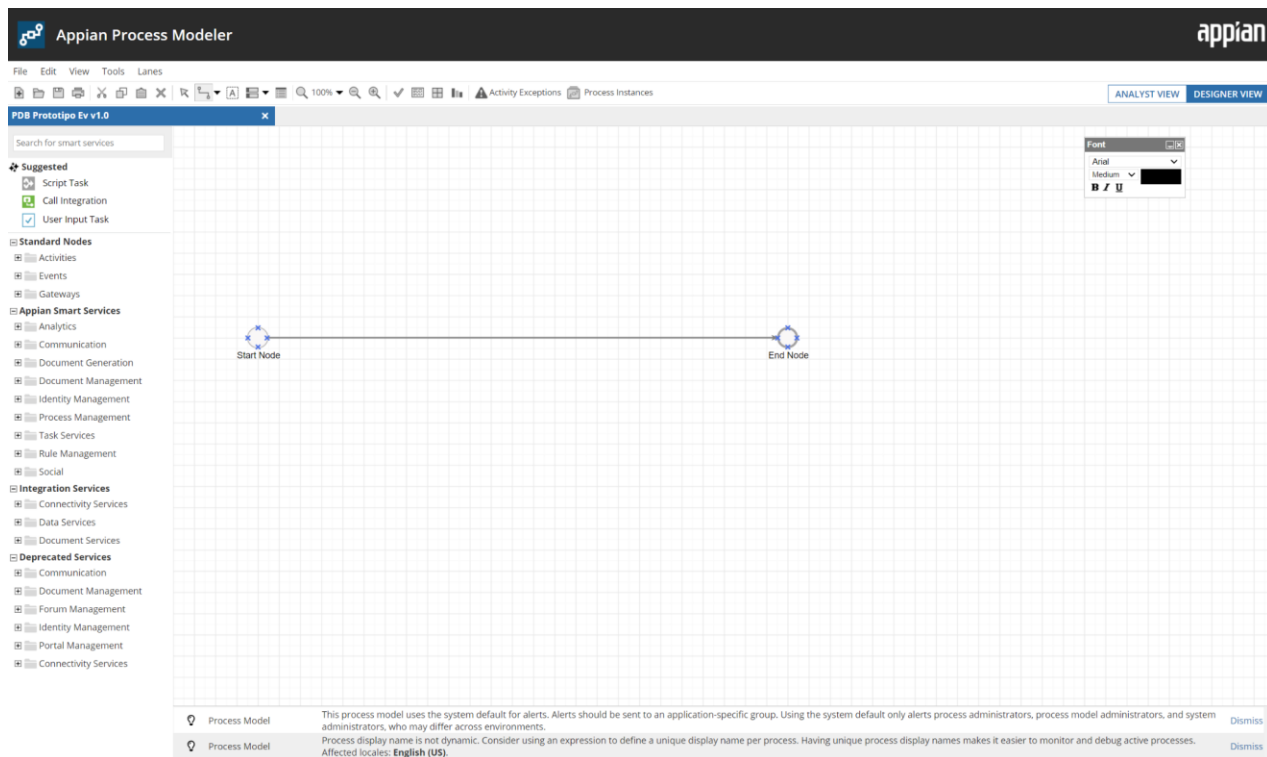 Appian Process Modeler
appian
File Edit View Tools Lanes
A 100% Activity Exceptions Process Instances
ANALYST VIEW DESIGNER VIEW
PDB Prototipo Ev v1.0 ×
Search for smart services
Suggested
Script Task
Call Integration
User Input Task
Standard Nodes
Activities
Events
Gateways
Appian Smart Services
Analytics
Communication
Document Generation
Document Management
Identity Management
Process Management
Task Services
Rule Management
Social
Integration Services
Connectivity Services
Data Services
Document Services
Deprecated Services
Communication
Document Management
Forum Management
Identity Management
Portal Management
Connectivity Services
Font
Arial
Medium
B I U
Start Node
End Node
Process Model
This process model uses the system default for alerts. Alerts should be sent to an application-specific group. Using the system default only alerts process administrators, process model administrators, and system
administrators, who may differ across environments.
Dismiss
Process Model
Process display name is not dynamic. Consider using an expression to define a unique display name per process. Having unique process display names makes it easier to monitor and debug active processes.
Affected locales: English (US).
Dismiss